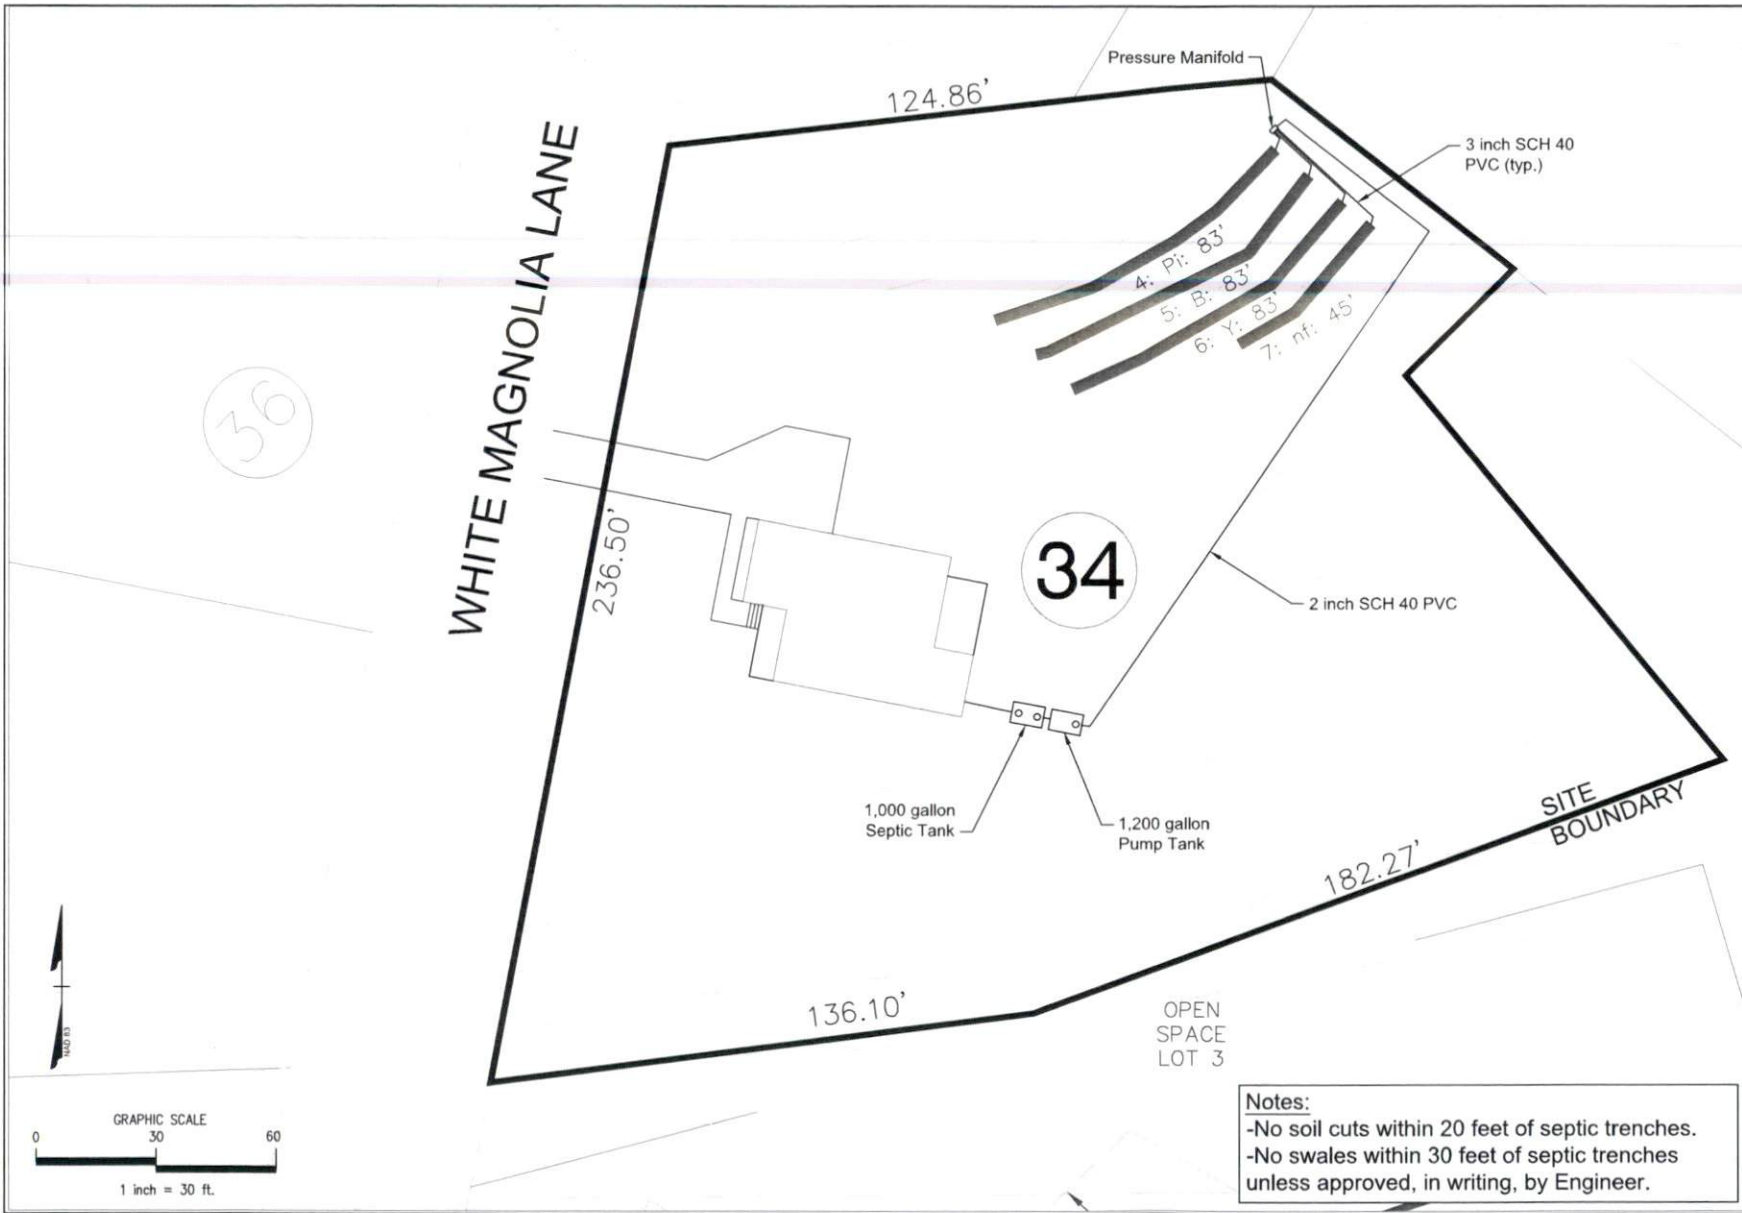 Pressure Manifold
124.86'
3 inch SCH 40
PVC (typ.)
WHITE MAGNOLIA LANE
4: Pi: 83'
5: B: 83'
6: Y: 83'
7: nf: 45'
36
236.50'
34
2 inch SCH 40 PVC
1,000 gallon
Septic Tank
1,200 gallon
Pump Tank
SITE
BOUNDARY
182.27'
136.10'
OPEN
SPACE
LOT 3
NAD 83
GRAPHIC SCALE
0 30 60
1 inch = 30 ft.
Notes:
-No soil cuts within 20 feet of septic trenches.
-No swales within 30 feet of septic trenches
unless approved, in writing, by Engineer.